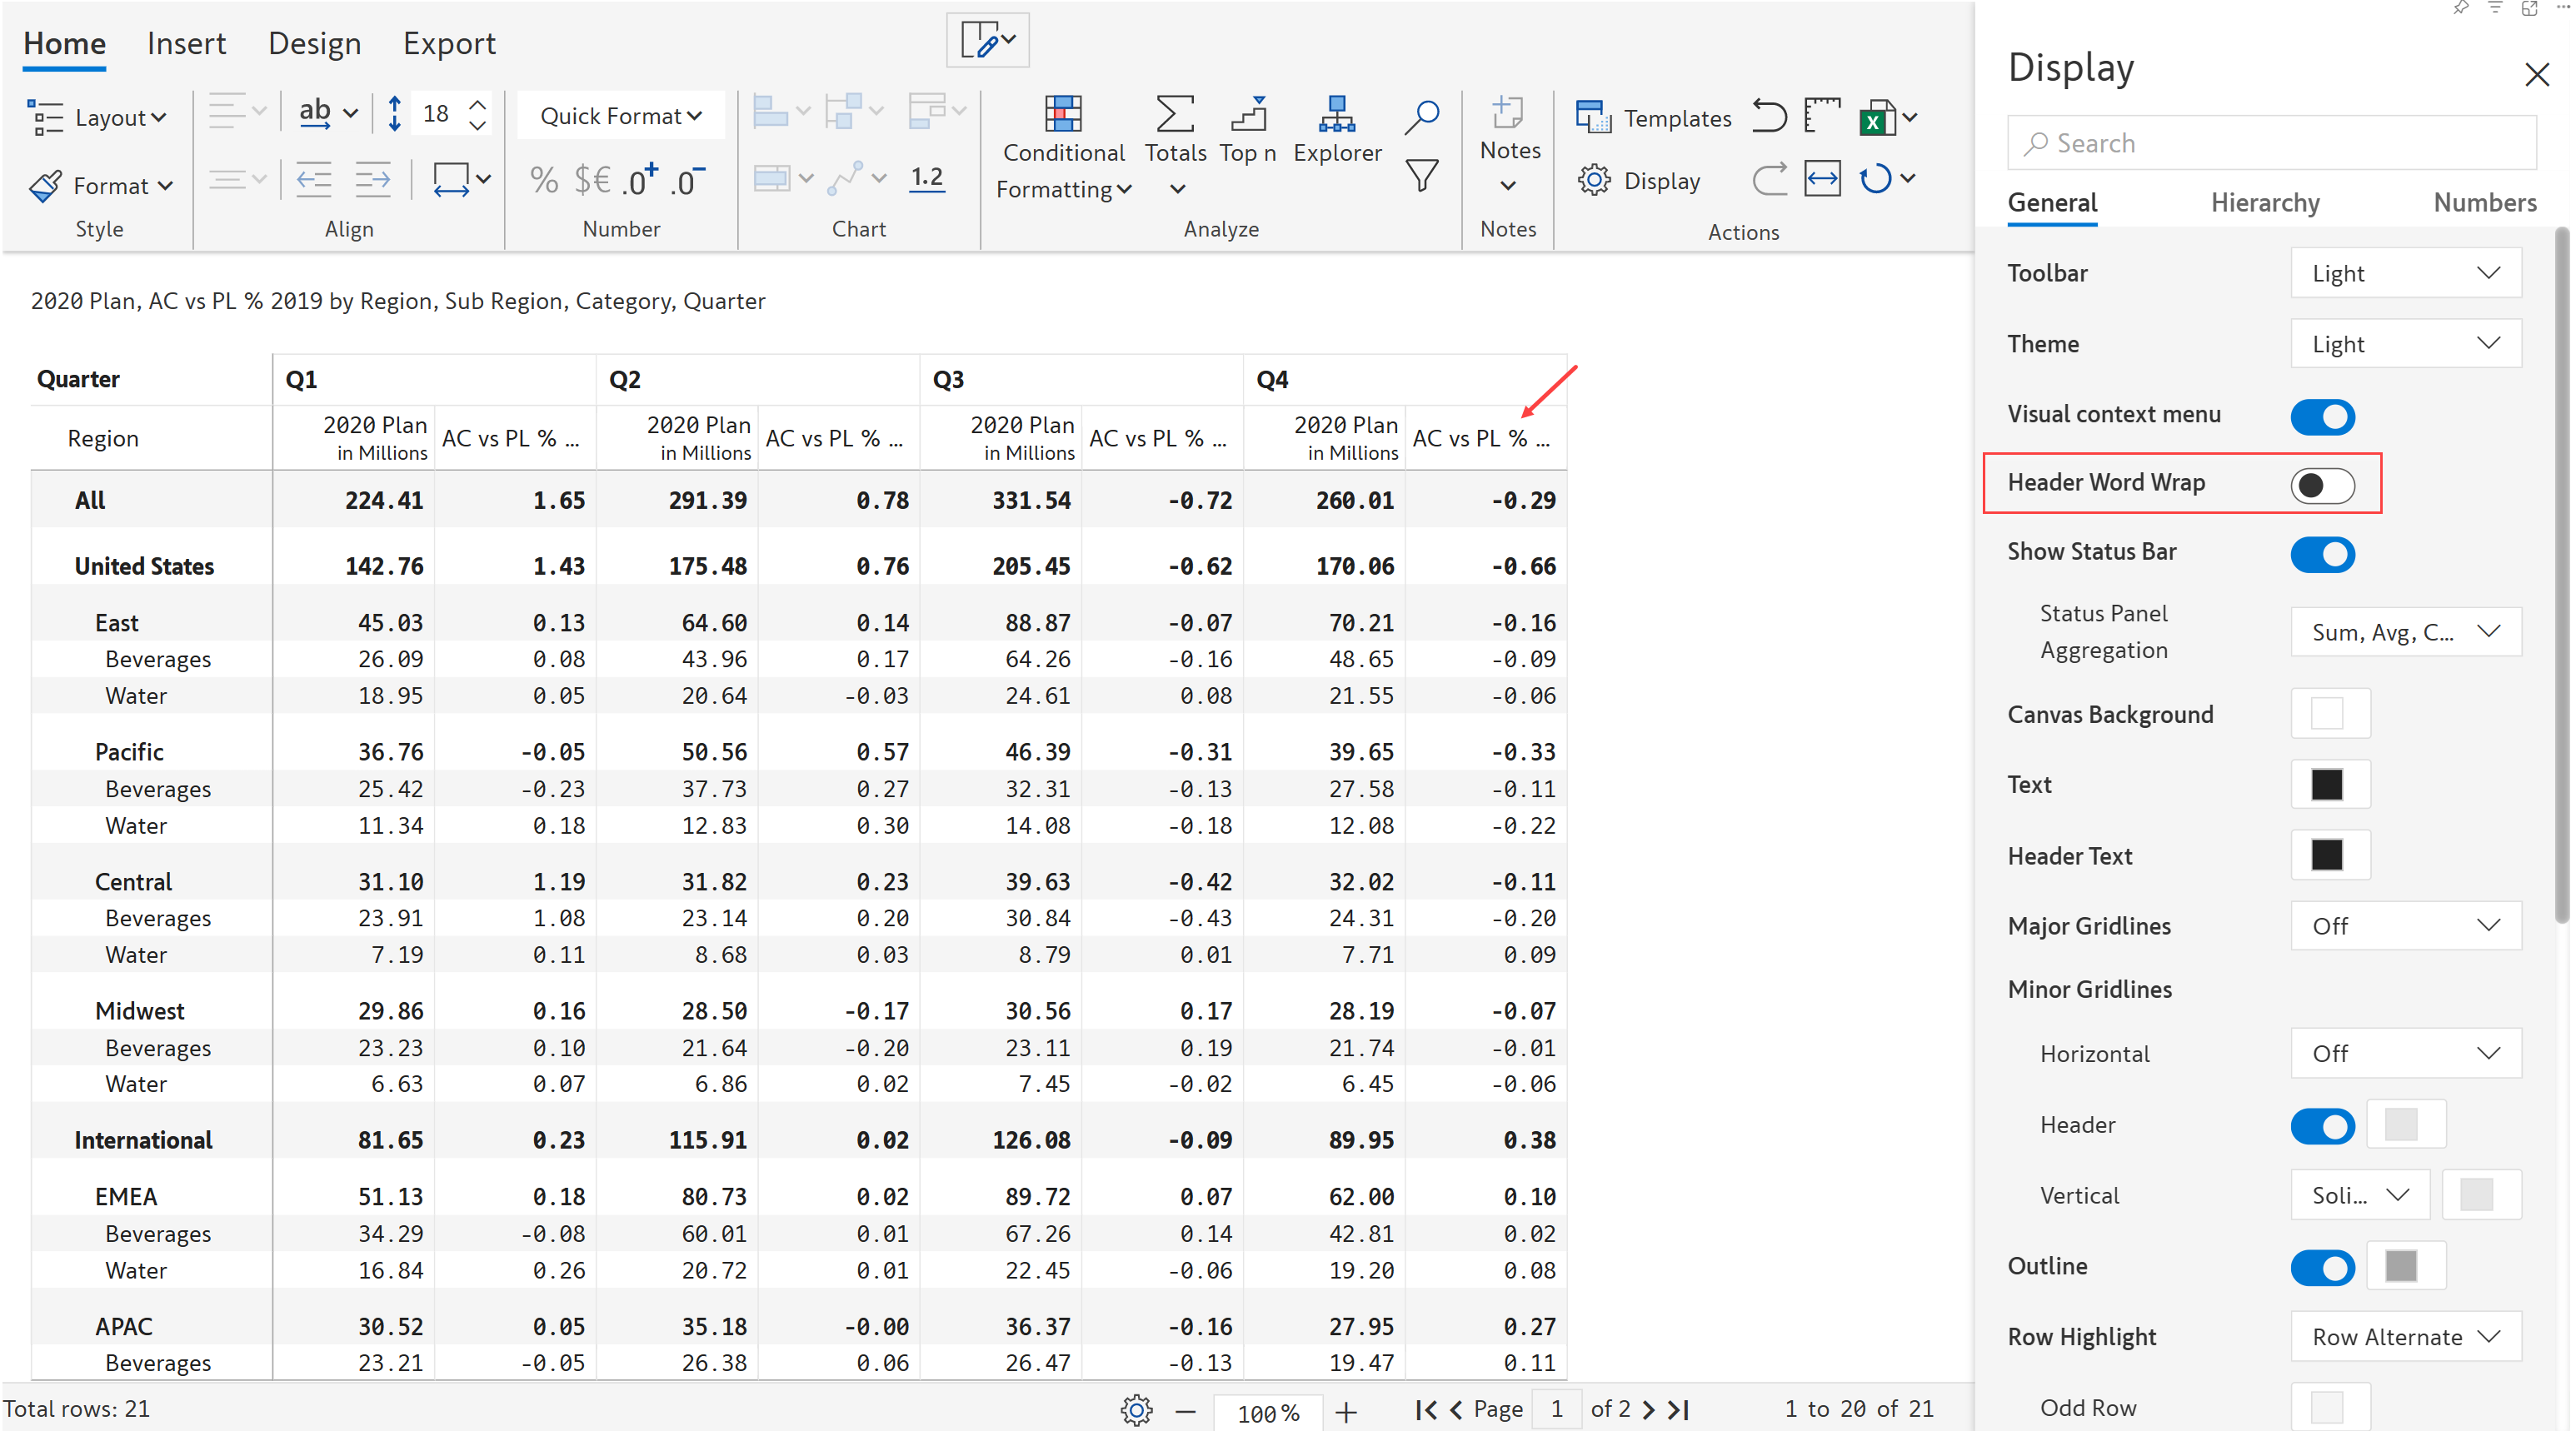 Home Insert Design Export
Layout
ab
18
Quick Format
Conditional Formatting
Totals
Top n
Explorer
Notes
Templates
Format
% $€ .0+ .0-
1.2
Display
Style Align Number Chart Analyze Notes Actions
2020 Plan, AC vs PL % 2019 by Region, Sub Region, Category, Quarter
Quarter Q1 Q2 Q3 Q4
Region 2020 Plan in Millions AC vs PL % ... 2020 Plan in Millions AC vs PL % ... 2020 Plan in Millions AC vs PL % ... 2020 Plan in Millions AC vs PL % ...
All 224.41 1.65 291.39 0.78 331.54 -0.72 260.01 -0.29
United States 142.76 1.43 175.48 0.76 205.45 -0.62 170.06 -0.66
East 45.03 0.13 64.60 0.14 88.87 -0.07 70.21 -0.16
Beverages 26.09 0.08 43.96 0.17 64.26 -0.16 48.65 -0.09
Water 18.95 0.05 20.64 -0.03 24.61 0.08 21.55 -0.06
Pacific 36.76 -0.05 50.56 0.57 46.39 -0.31 39.65 -0.33
Beverages 25.42 -0.23 37.73 0.27 32.31 -0.13 27.58 -0.11
Water 11.34 0.18 12.83 0.30 14.08 -0.18 12.08 -0.22
Central 31.10 1.19 31.82 0.23 39.63 -0.42 32.02 -0.11
Beverages 23.91 1.08 23.14 0.20 30.84 -0.43 24.31 -0.20
Water 7.19 0.11 8.68 0.03 8.79 0.01 7.71 0.09
Midwest 29.86 0.16 28.50 -0.17 30.56 0.17 28.19 -0.07
Beverages 23.23 0.10 21.64 -0.20 23.11 0.19 21.74 -0.01
Water 6.63 0.07 6.86 0.02 7.45 -0.02 6.45 -0.06
International 81.65 0.23 115.91 0.02 126.08 -0.09 89.95 0.38
EMEA 51.13 0.18 80.73 0.02 89.72 0.07 62.00 0.10
Beverages 34.29 -0.08 60.01 0.01 67.26 0.14 42.81 0.02
Water 16.84 0.26 20.72 0.01 22.45 -0.06 19.20 0.08
APAC 30.52 0.05 35.18 -0.00 36.37 -0.16 27.95 0.27
Beverages 23.21 -0.05 26.38 0.06 26.47 -0.13 19.47 0.11
Total rows: 21
100 %
Page 1 of 2
1 to 20 of 21
Display
Search
General Hierarchy Numbers
Toolbar Light
Theme Light
Visual context menu
Header Word Wrap
Show Status Bar
Status Panel Aggregation Sum, Avg, C...
Canvas Background
Text
Header Text
Major Gridlines Off
Minor Gridlines
Horizontal Off
Header
Vertical Soli...
Outline
Row Highlight Row Alternate
Odd Row